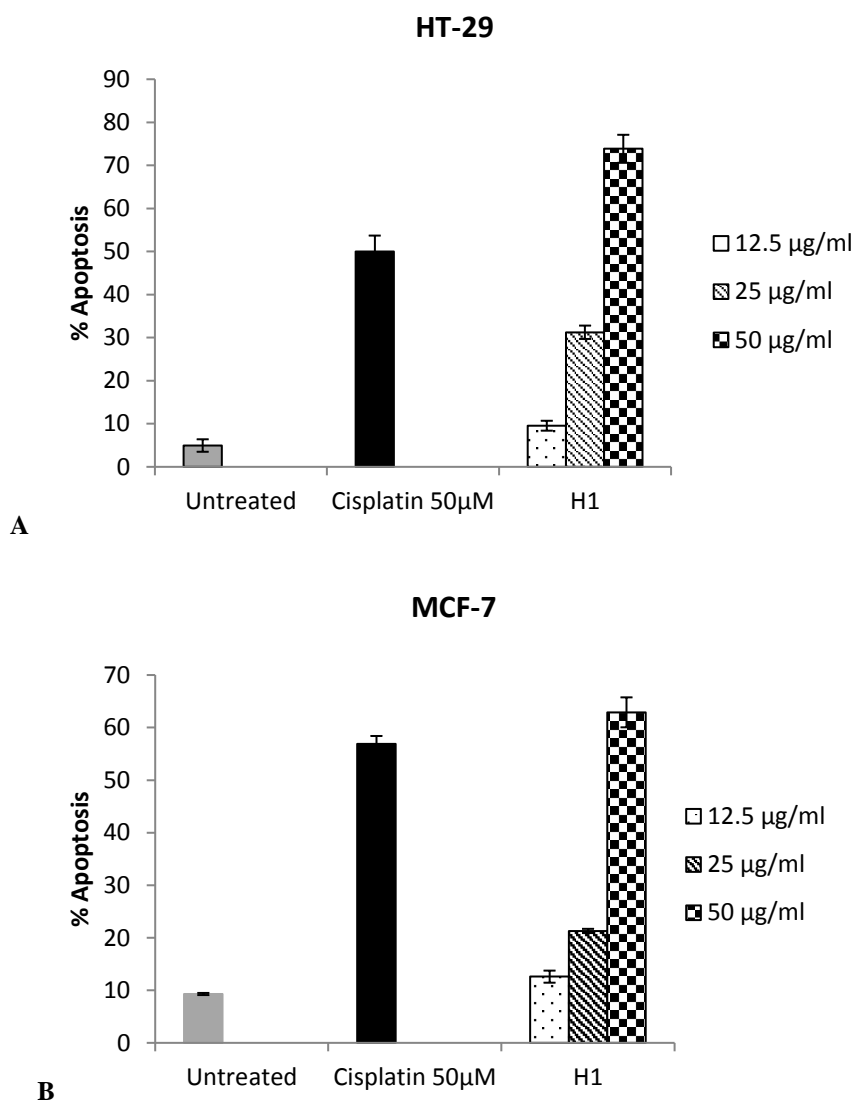 HT-29
90
80
70
60
50
40
30
20
10
0
% Apoptosis
Untreated
Cisplatin 50µM
H1
12.5 µg/ml
25 µg/ml
50 µg/ml
A
MCF-7
70
60
50
40
30
20
10
0
% Apoptosis
Untreated
Cisplatin 50µM
H1
12.5 µg/ml
25 µg/ml
50 µg/ml
B